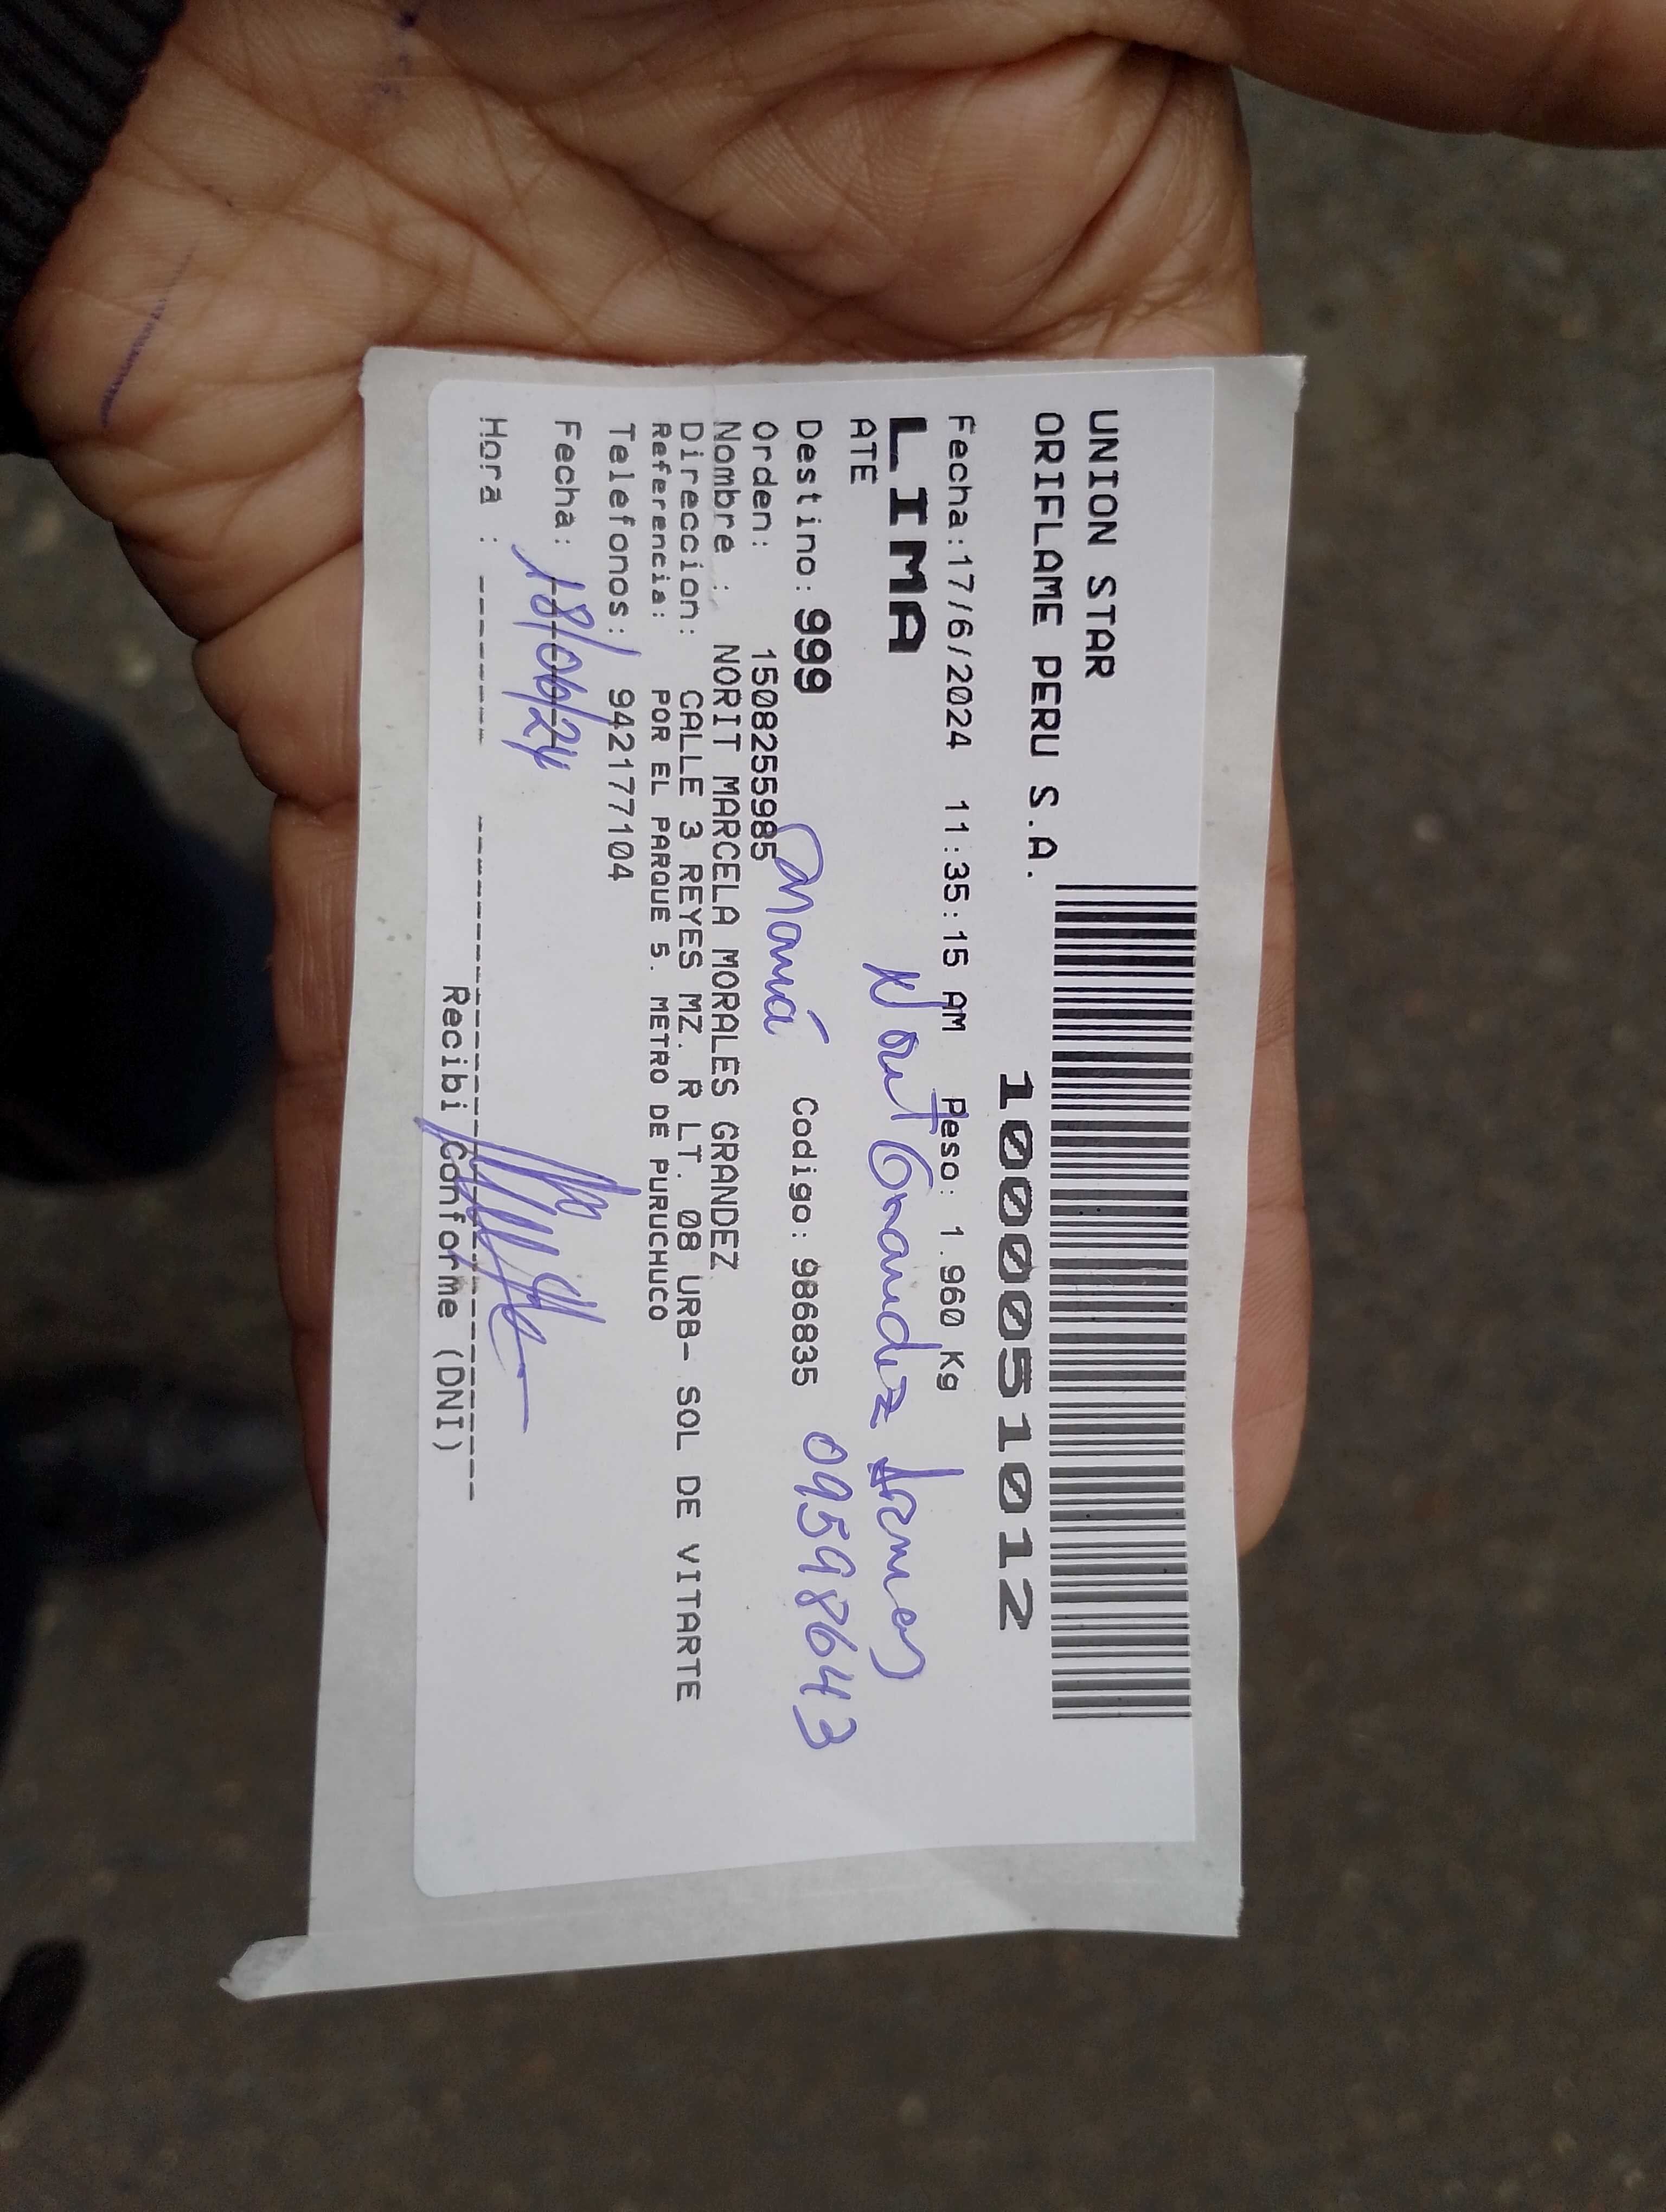 UNION STAR
ORIFLAME PERU S.A.
1000051012
Fecha:17/6/2024 11:35:15 AM Peso: 1.960 Kg
LIMA
ATE
Norit Grandez
Destino:999 Codigo:986835 09598643
Mamá
Orden: 1508255985
Nombre : NORIT MARCELA MORALES GRANDEZ
Direccion: CALLE 3 REYES MZ. R LT. 08 URB- SOL DE VITARTE
Referencia: POR EL PARQUE 5. METRO DE PURUCHUCO
Telefonos: 942177104
Fecha: 18/06/24
Hora :
Recibi Conforme (DNI)